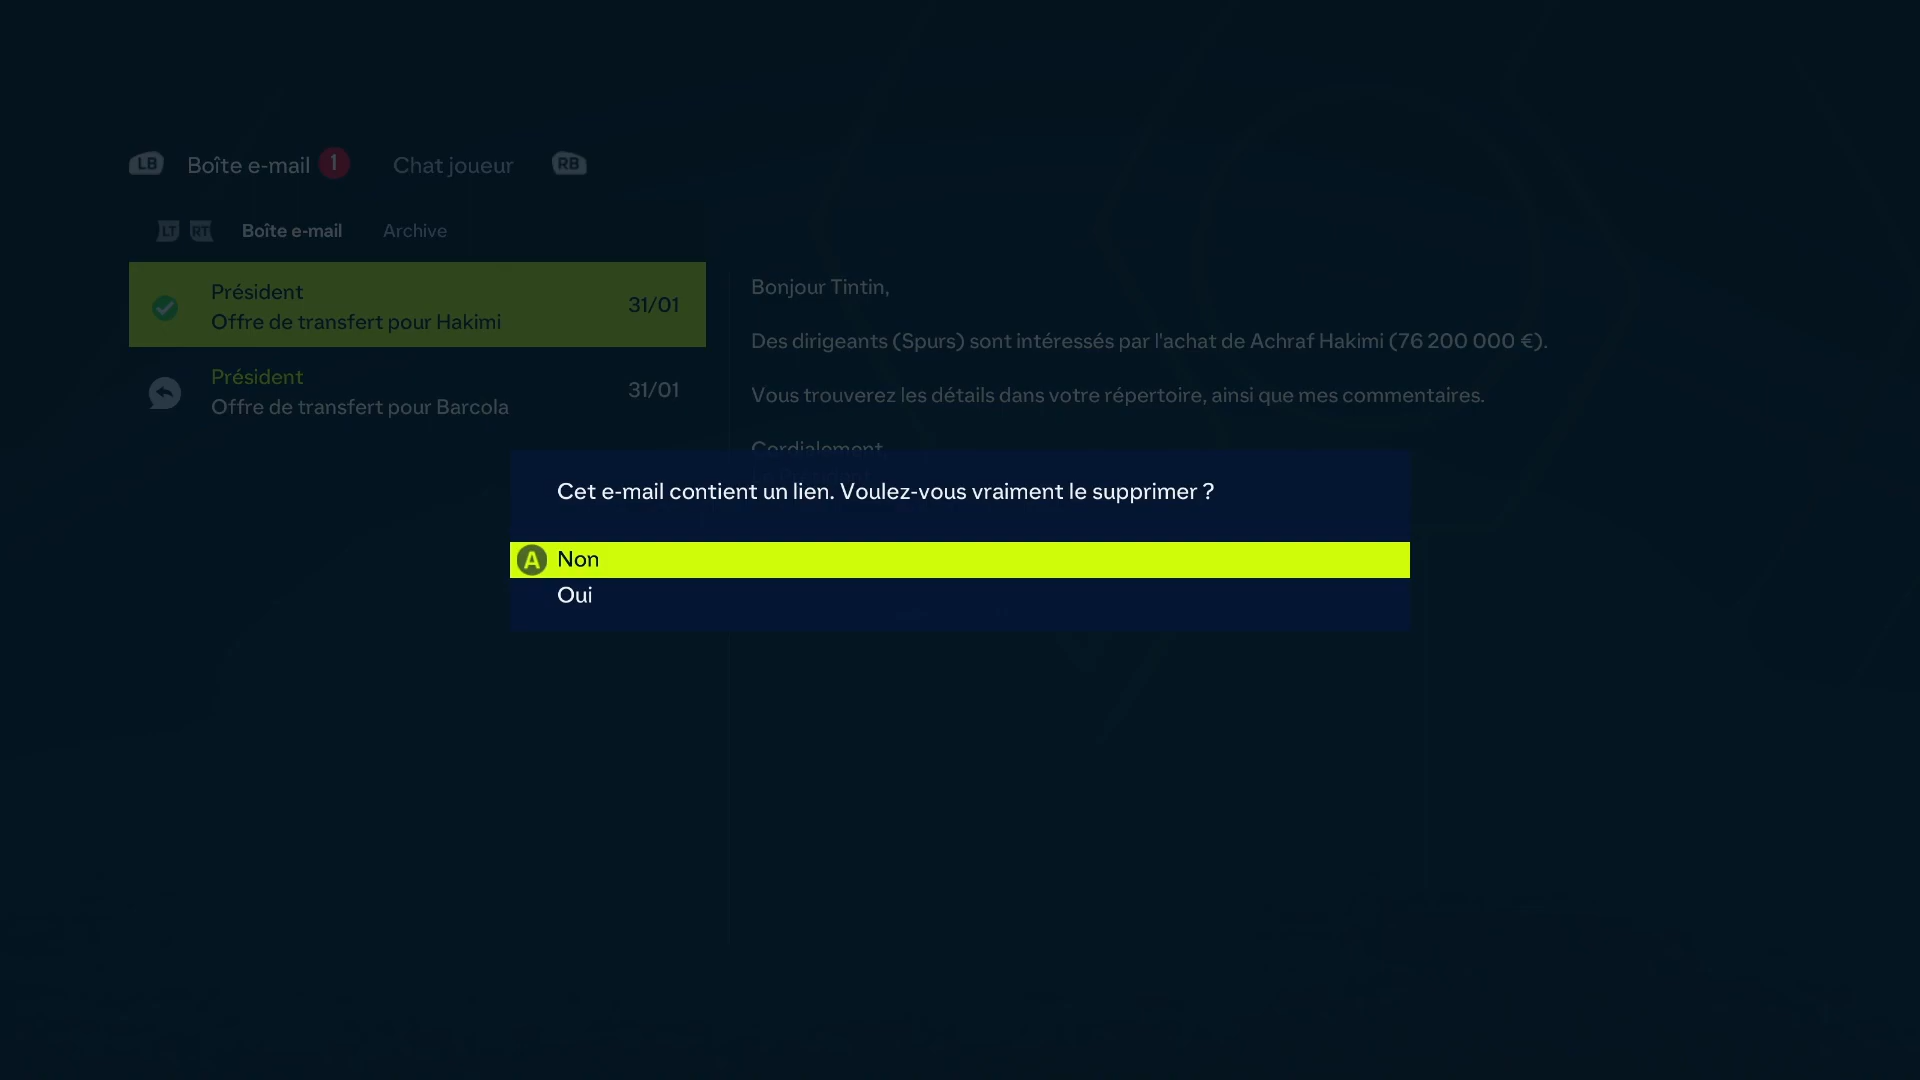 LB Boîte e-mail 1 Chat joueur RB
LT RT Boîte e-mail Archive
Président
Offre de transfert pour Hakimi
31/01
Président
Offre de transfert pour Barcola
31/01
Bonjour Tintin,
Des dirigeants (Spurs) sont intéressés par l'achat de Achraf Hakimi (76 200 000 €).
Vous trouverez les détails dans votre répertoire, ainsi que mes commentaires.
Cordialement,
Cet e-mail contient un lien. Voulez-vous vraiment le supprimer ?
A Non
Oui